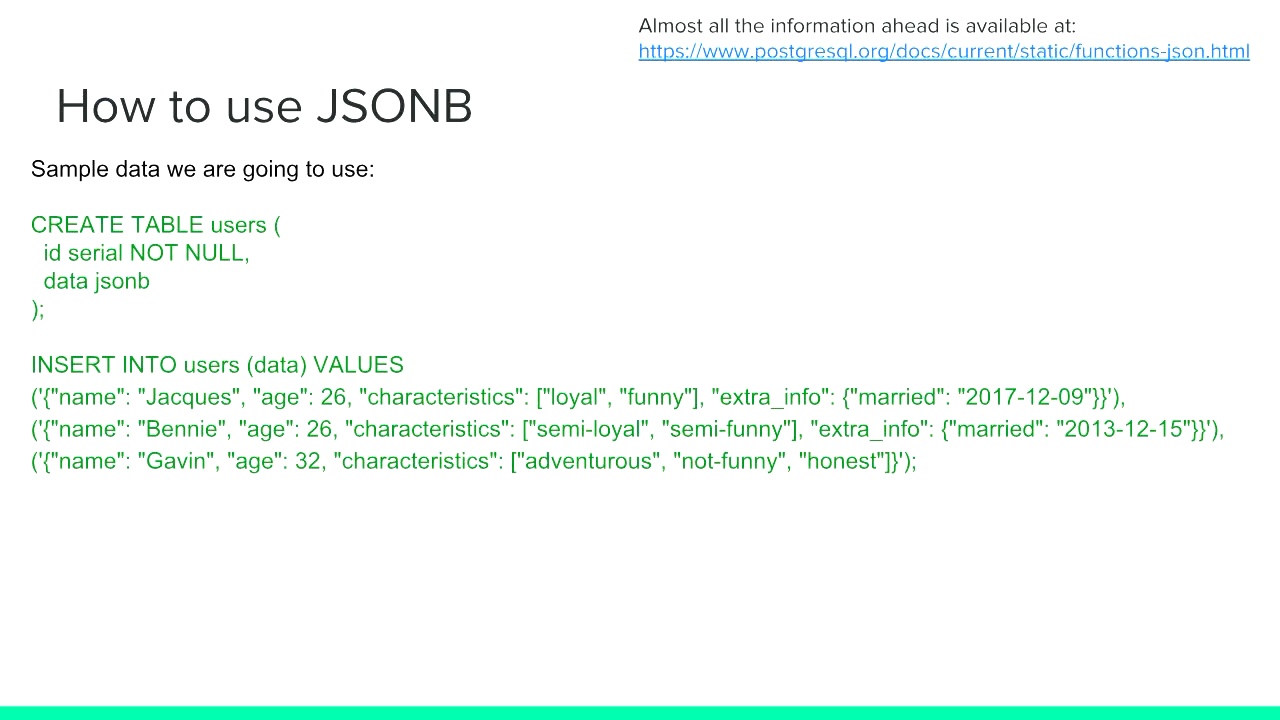 Almost all the information ahead is available at:
https://www.postgresql.org/docs/current/static/functions-json.html
How to use JSONB
Sample data we are going to use:
CREATE TABLE users (
  id serial NOT NULL,
  data jsonb
);
INSERT INTO users (data) VALUES
('{"name": "Jacques", "age": 26, "characteristics": ["loyal", "funny"], "extra_info": {"married": "2017-12-09"}}'),
('{"name": "Bennie", "age": 26, "characteristics": ["semi-loyal", "semi-funny"], "extra_info": {"married": "2013-12-15"}}'),
('{"name": "Gavin", "age": 32, "characteristics": ["adventurous", "not-funny", "honest"]}');